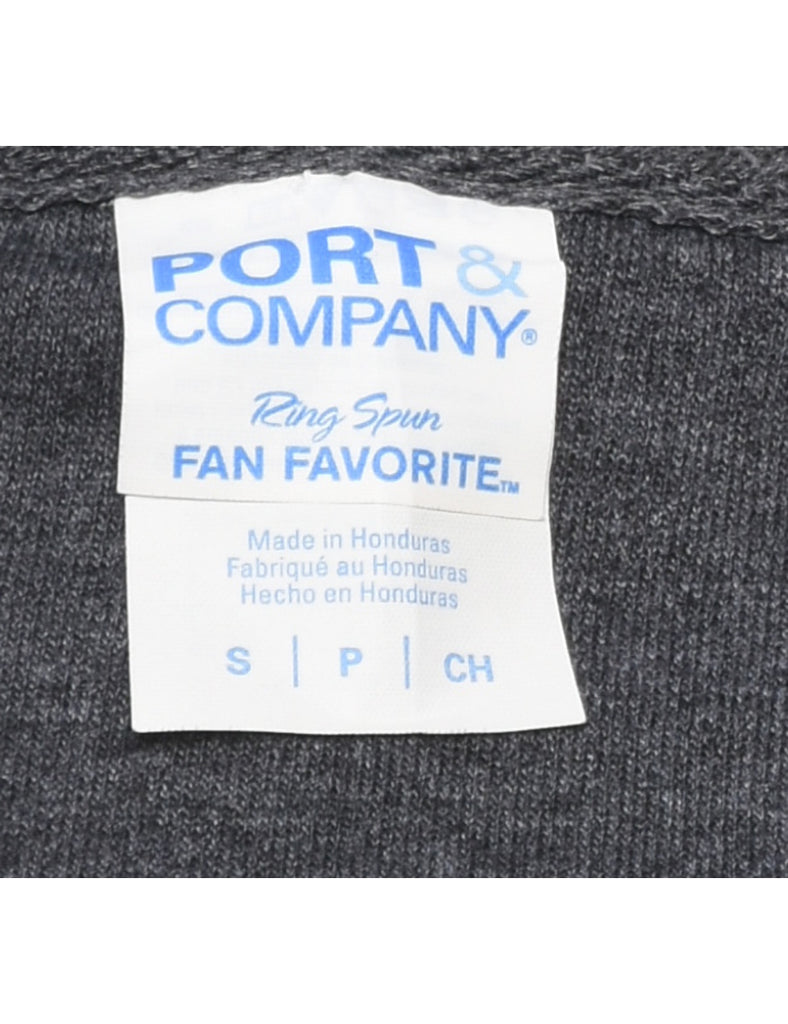 PORT &
COMPANY®
Ring Spun
FAN FAVORITE™
Made in Honduras
Fabriqué au Honduras
Hecho en Honduras
S | P | CH